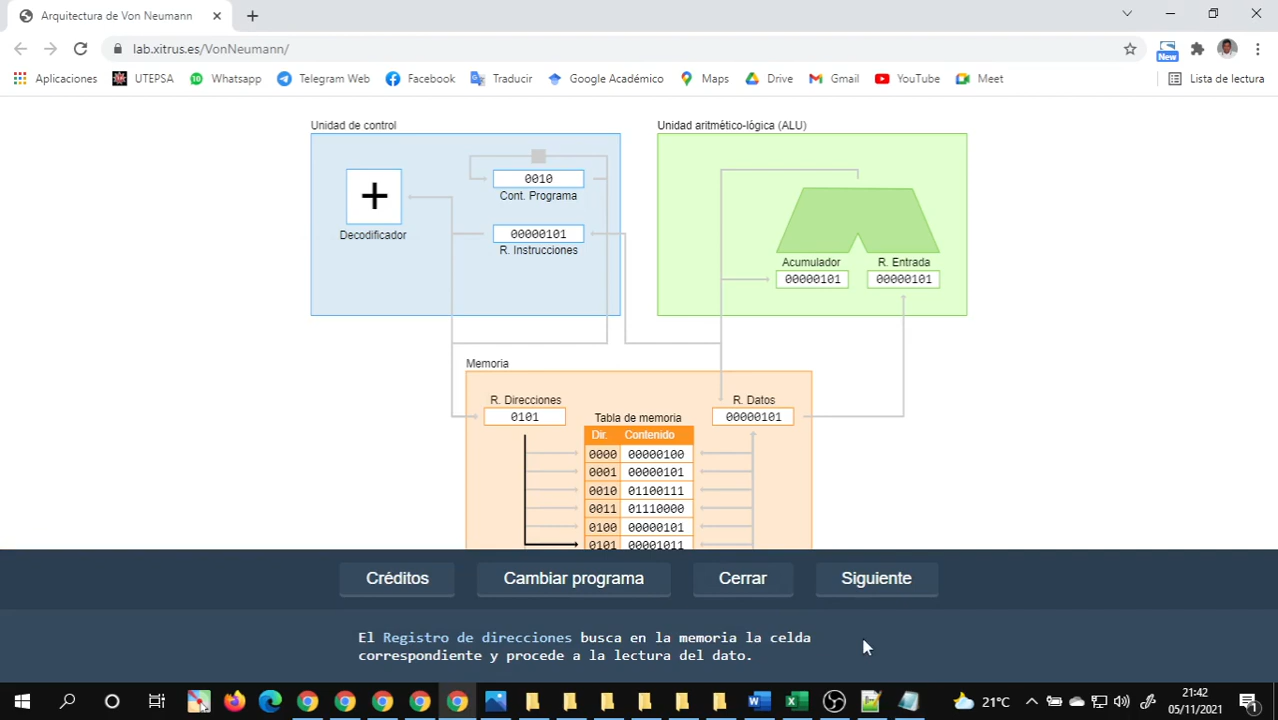 Arquitectura de Von Neumann
lab.xitrus.es/VonNeumann/
New
Aplicaciones
UTEPSA
10
Whatsapp
Telegram Web
Facebook
Traducir
Google Académico
Maps
Drive
Gmail
YouTube
Meet
Lista de lectura
Unidad de control
0010
Cont. Programa
+
Decodificador
00000101
R. Instrucciones
Unidad aritmético-lógica (ALU)
Acumulador
R. Entrada
00000101
00000101
Memoria
R. Direcciones
0101
R. Datos
00000101
Tabla de memoria
Dir. Contenido
0000 00000100
0001 00000101
0010 01100111
0011 01110000
0100 00000101
0101 00001011
Créditos
Cambiar programa
Cerrar
Siguiente
El Registro de direcciones busca en la memoria la celda
correspondiente y procede a la lectura del dato.
21°C
21:42
05/11/2021
1